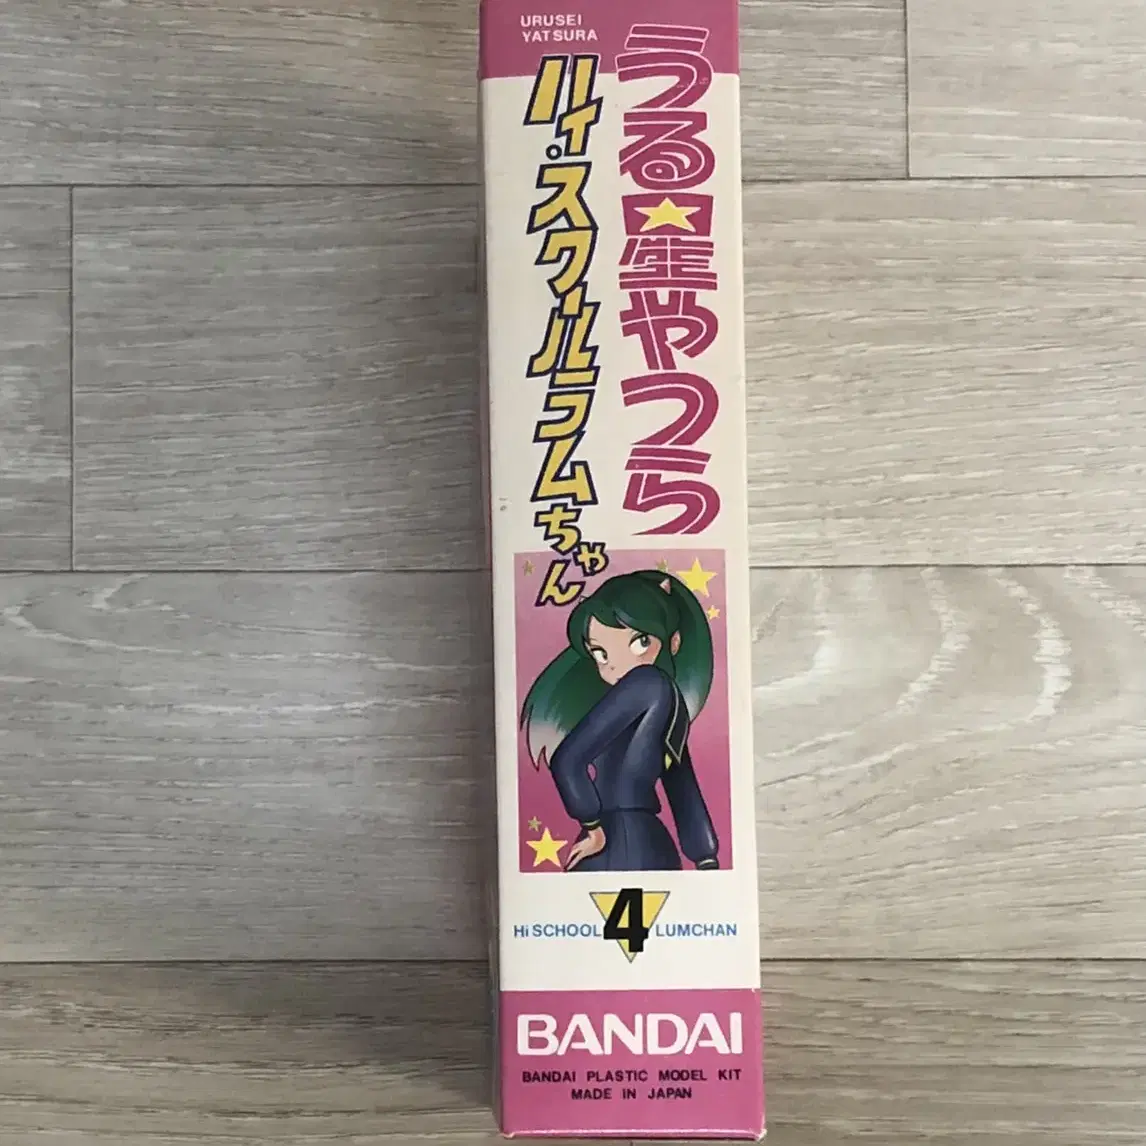 URUSEI
YATSURA
うる星やつら
ハイ・スクールラムちゃん
Hi SCHOOL 4 LUMCHAN
BANDAI
BANDAI PLASTIC MODEL KIT
MADE IN JAPAN